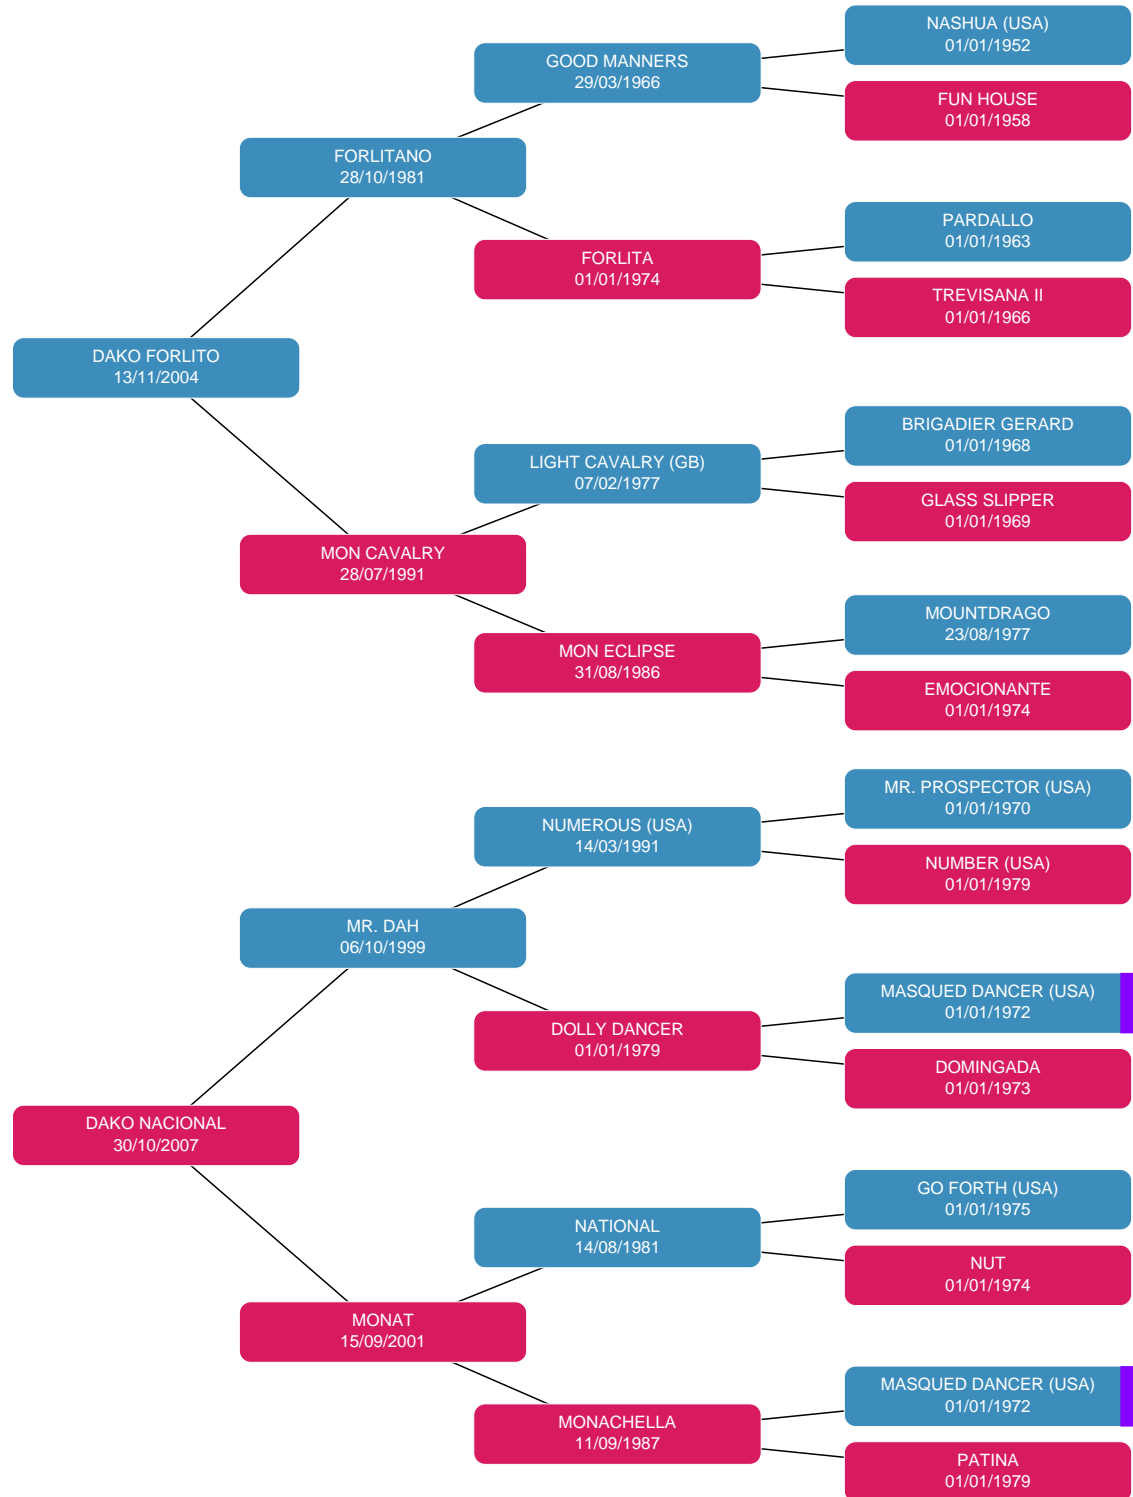 NASHUA (USA)
01/01/1952
GOOD MANNERS
29/03/1966
FUN HOUSE
01/01/1958
FORLITANO
28/10/1981
PARDALLO
01/01/1963
FORLITA
01/01/1974
TREVISANA II
01/01/1966
DAKO FORLITO
13/11/2004
BRIGADIER GERARD
01/01/1968
LIGHT CAVALRY (GB)
07/02/1977
GLASS SLIPPER
01/01/1969
MON CAVALRY
28/07/1991
MOUNTDRAGO
23/08/1977
MON ECLIPSE
31/08/1986
EMOCIONANTE
01/01/1974
MR. PROSPECTOR (USA)
01/01/1970
NUMEROUS (USA)
14/03/1991
NUMBER (USA)
01/01/1979
MR. DAH
06/10/1999
MASQUED DANCER (USA)
01/01/1972
DOLLY DANCER
01/01/1979
DOMINGADA
01/01/1973
DAKO NACIONAL
30/10/2007
GO FORTH (USA)
01/01/1975
NATIONAL
14/08/1981
NUT
01/01/1974
MONAT
15/09/2001
MASQUED DANCER (USA)
01/01/1972
MONACHELLA
11/09/1987
PATINA
01/01/1979